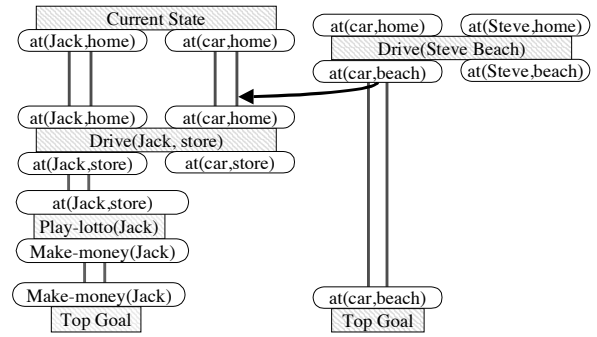 Current State
at(Jack,home) at(car,home)
at(car,home) at(Steve,home)
Drive(Steve Beach)
at(car,beach) at(Steve,beach)
at(Jack,home) at(car,home)
Drive(Jack, store)
at(Jack,store) at(car,store)
at(Jack,store)
Play-lotto(Jack)
Make-money(Jack)
Make-money(Jack)
Top Goal
at(car,beach)
Top Goal